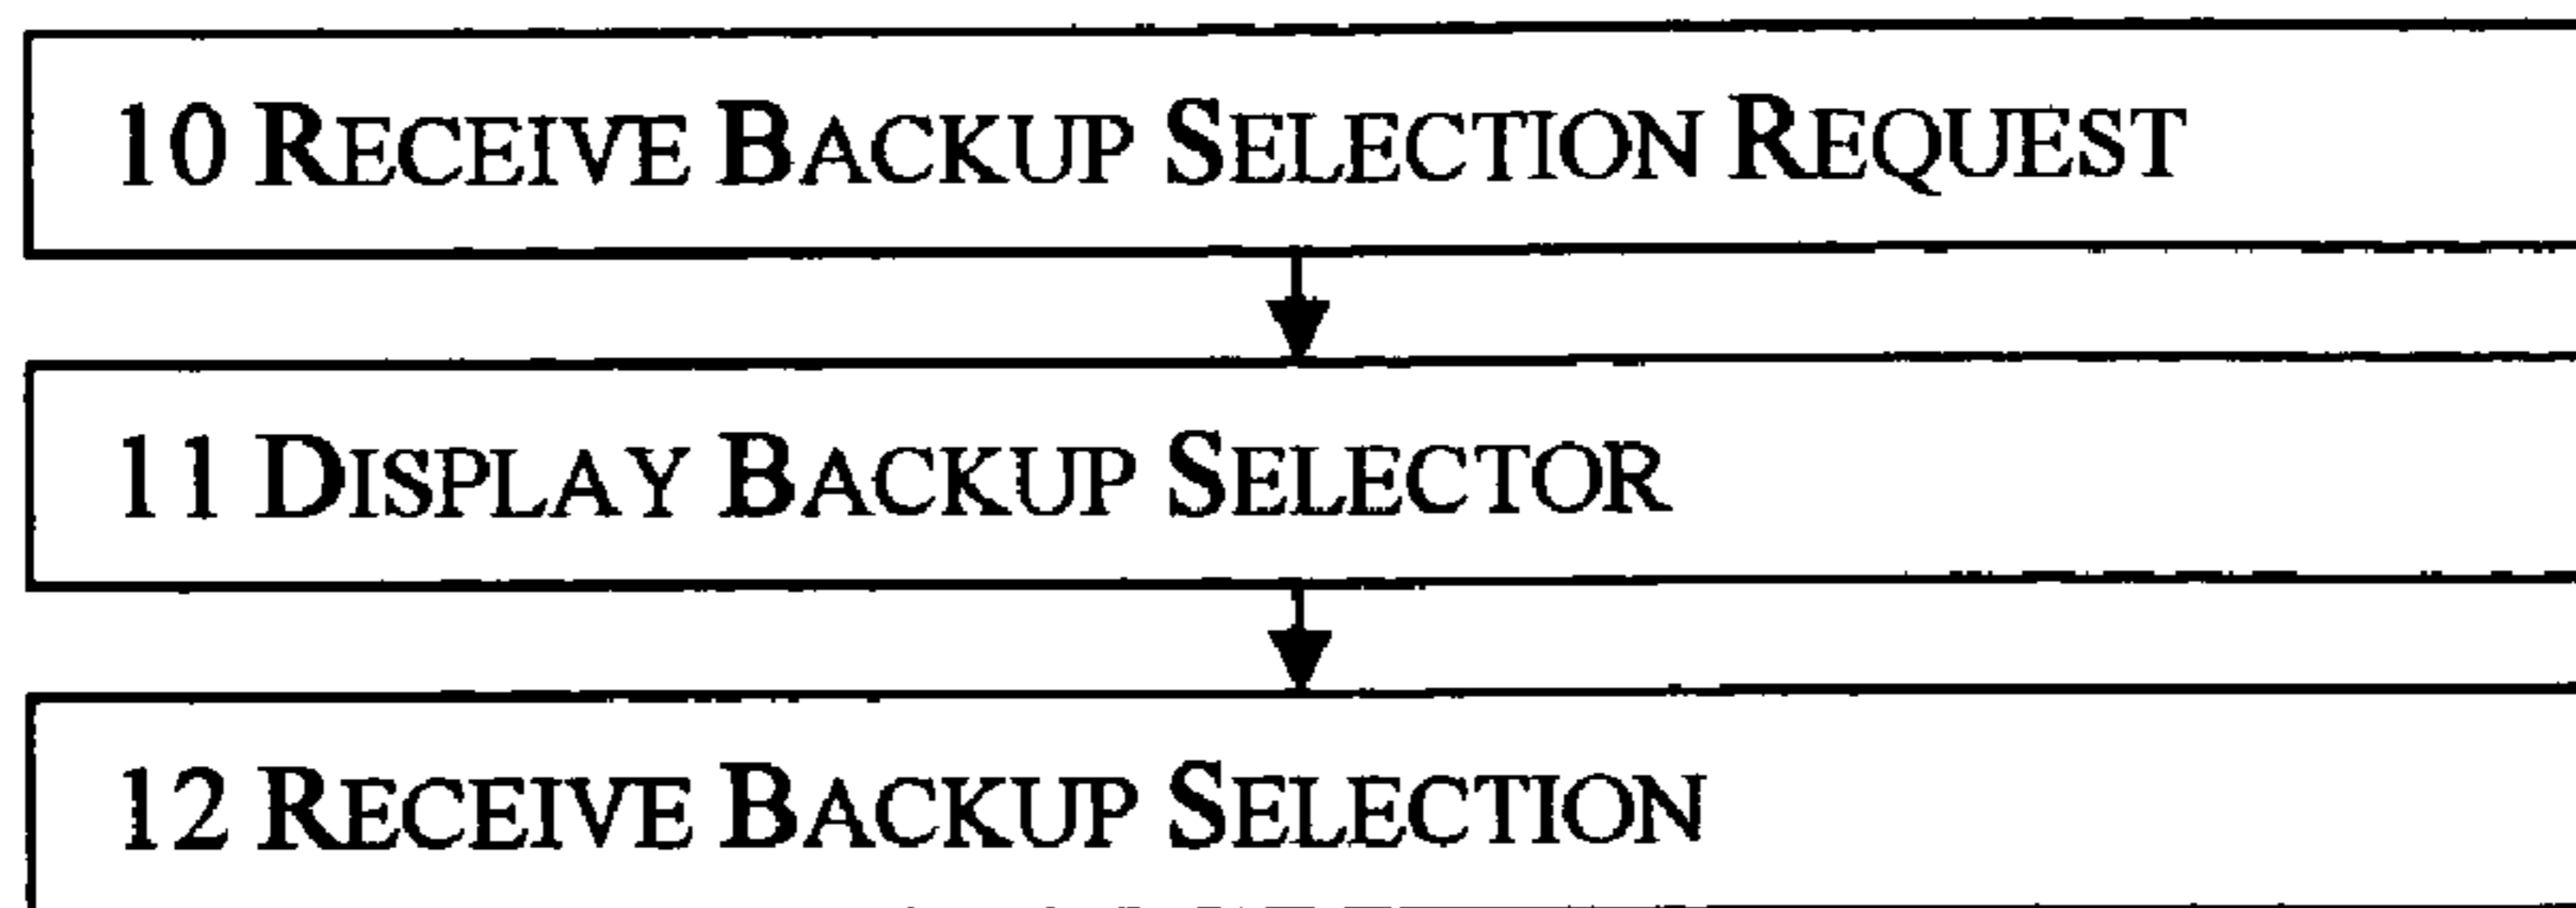 10 RECEIVE BACKUP SELECTION REQUEST
11 DISPLAY BACKUP SELECTOR
12 RECEIVE BACKUP SELECTION